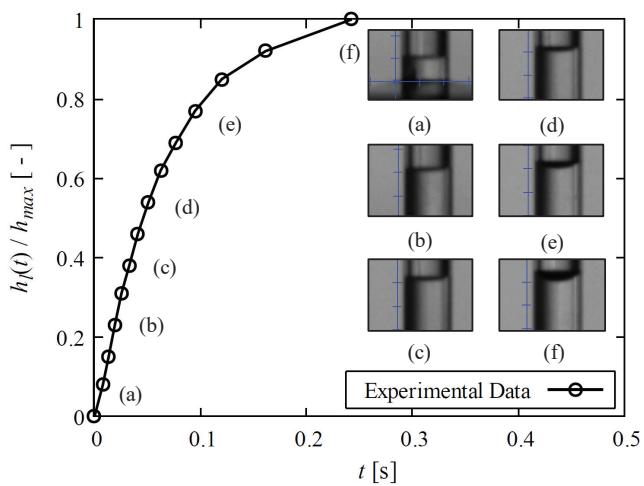 1
0.8
0.6
0.4
0.2
0
h_l(t) / h_max [ - ]
(f)
(e)
(d)
(c)
(b)
(a)
(a)
(d)
(b)
(e)
(c)
(f)
Experimental Data
0
0.1
0.2
0.3
0.4
0.5
t [s]